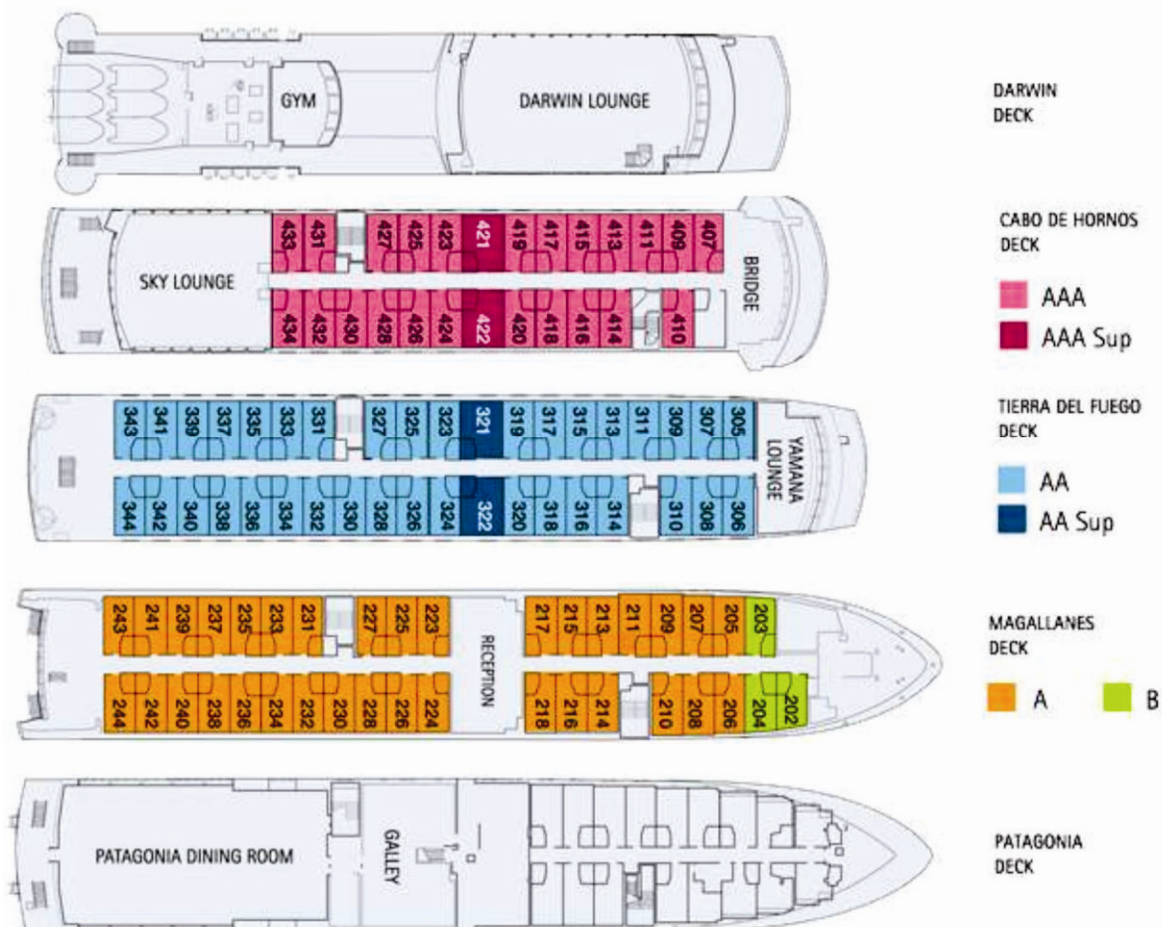 GYM
DARWIN LOUNGE
DARWIN
DECK
433 431 427 425 423 421 419 417 415 413 411 409 407
SKY LOUNGE
BRIDGE
434 432 430 428 426 424 422 420 418 416 414 410
CABO DE HORNOS
DECK
AAA
AAA Sup
343 341 339 337 335 333 331 327 325 323 321 319 317 315 313 311 309 307 305
YAMANA
LOUNGE
344 342 340 338 336 334 332 330 328 326 324 322 320 318 316 314 310 308 306
TIERRA DEL FUEGO
DECK
AA
AA Sup
243 241 239 237 235 233 231 227 225 223 217 215 213 211 209 207 205 203
RECEPTION
244 242 240 238 236 234 232 230 228 226 224 218 216 214 210 208 206 204 202
MAGALLANES
DECK
A B
PATAGONIA DINING ROOM
GALLEY
PATAGONIA
DECK